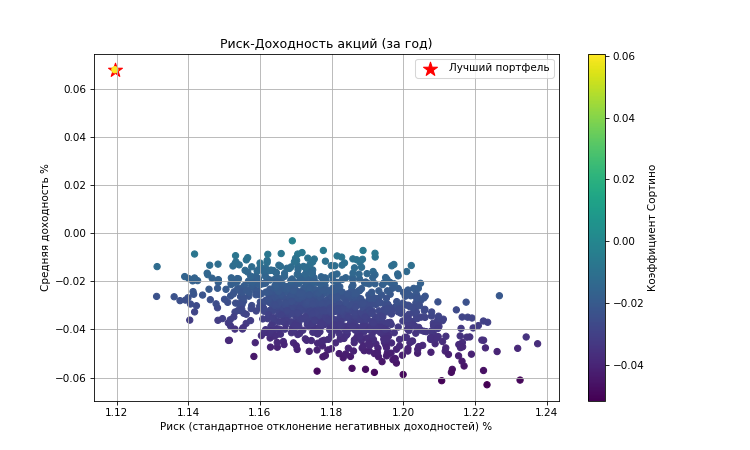 Риск-Доходность акций (за год)
Лучший портфель
Средняя доходность %
0.06
0.04
0.02
0.00
−0.02
−0.04
−0.06
1.12 1.14 1.16 1.18 1.20 1.22 1.24
Риск (стандартное отклонение негативных доходностей) %
0.06
0.04
0.02
0.00
−0.02
−0.04
Коэффициент Сортино